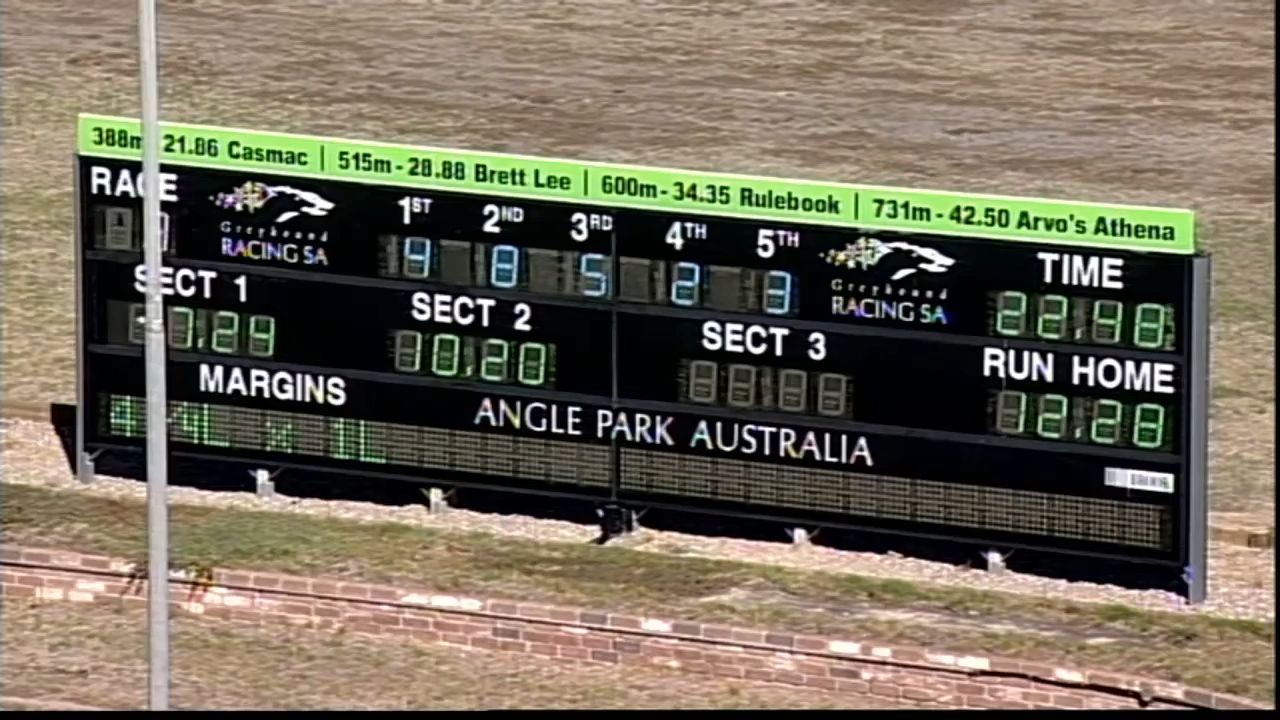 388m 21.86 Casmac | 515m - 28.88 Brett Lee | 600m - 34.35 Rulebook | 731m - 42.50 Arvo's Athena
RACE 1ST 2ND 3RD 4TH 5TH TIME
Greyhound RACING SA 4 8 5 2 3 Greyhound RACING SA 22.48
SECT 1 SECT 2 SECT 3 RUN HOME
10.20 12.28
MARGINS ANGLE PARK AUSTRALIA
1L